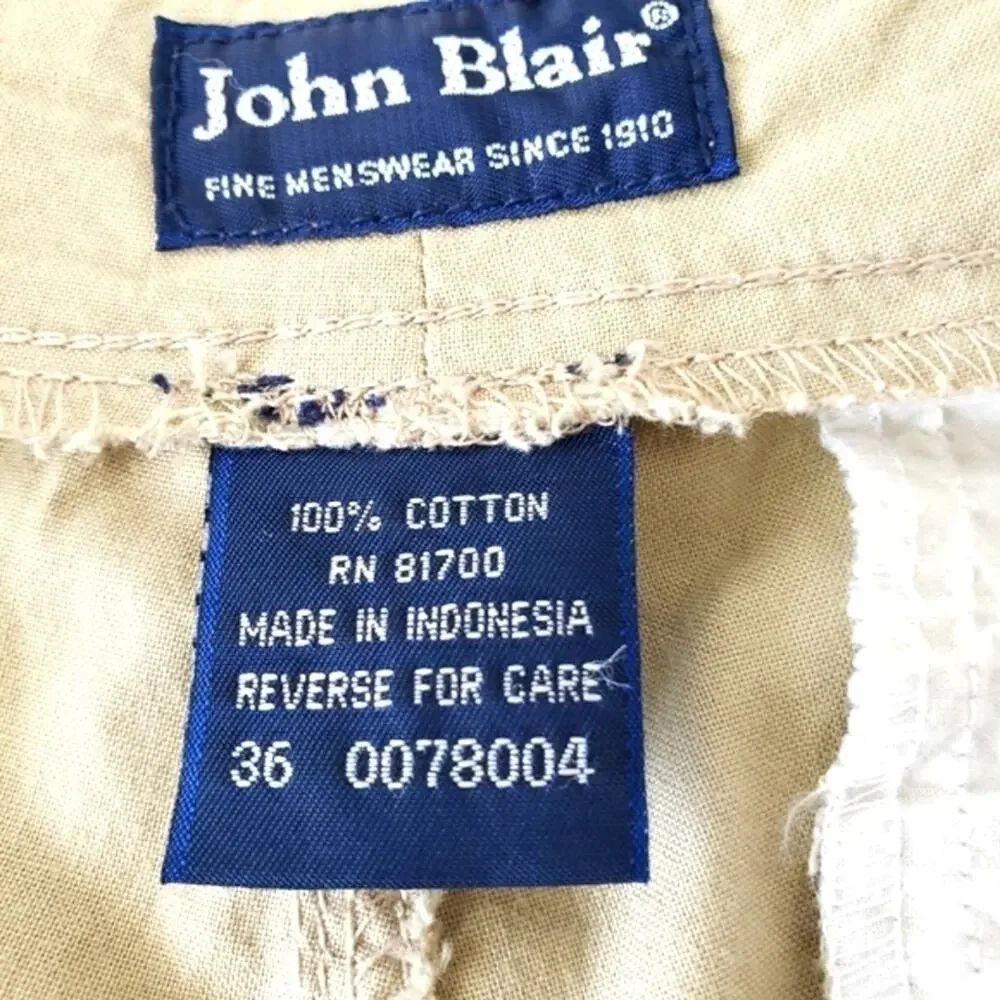 John Blair®
FINE MENSWEAR SINCE 1910
100% COTTON
RN 81700
MADE IN INDONESIA
REVERSE FOR CARE
36 0078004